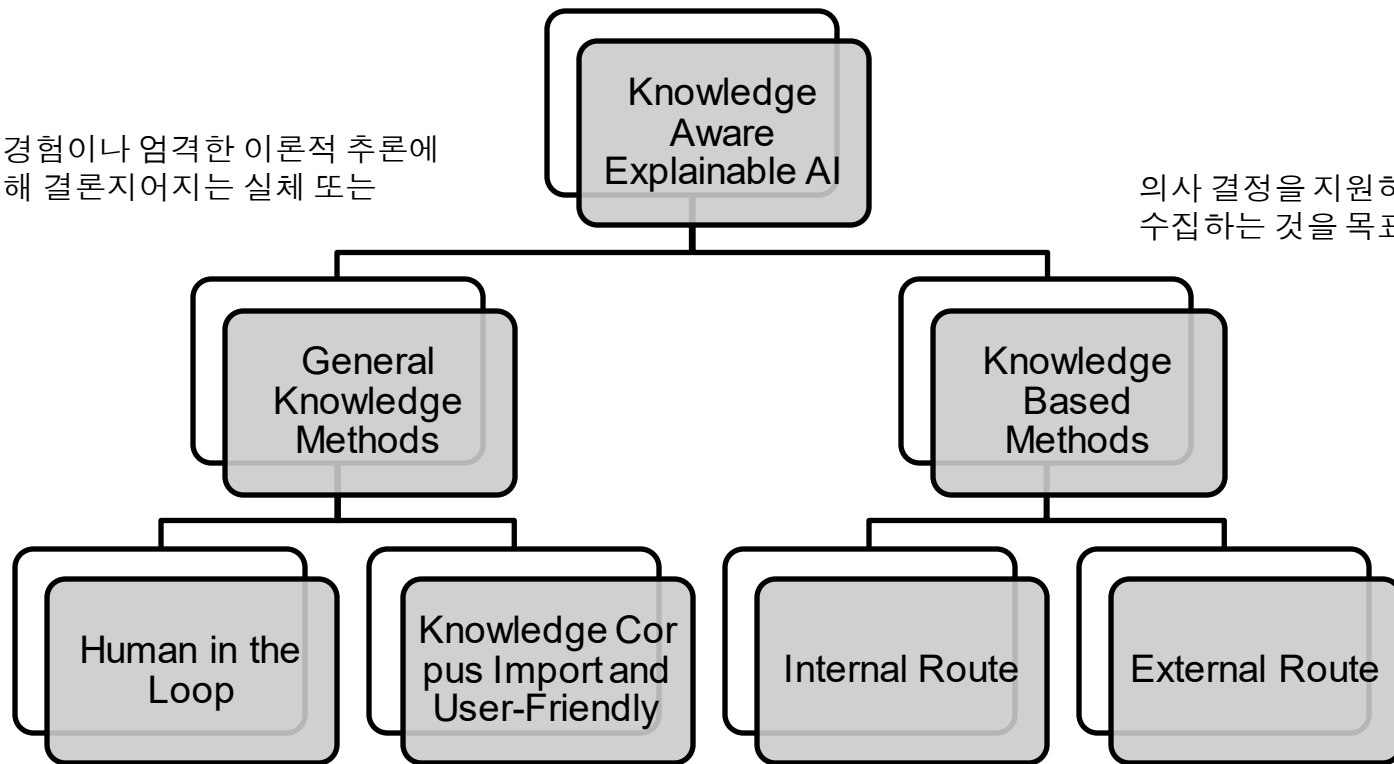 Knowledge
Aware
Explainable AI
경험이나 엄격한 이론적 추론에
해 결론지어지는 실체 또는
의사 결정을 지원하
수집하는 것을 목표
General
Knowledge
Methods
Knowledge
Based
Methods
Human in the
Loop
Knowledge Cor
pus Import and
User-Friendly
Internal Route
External Route